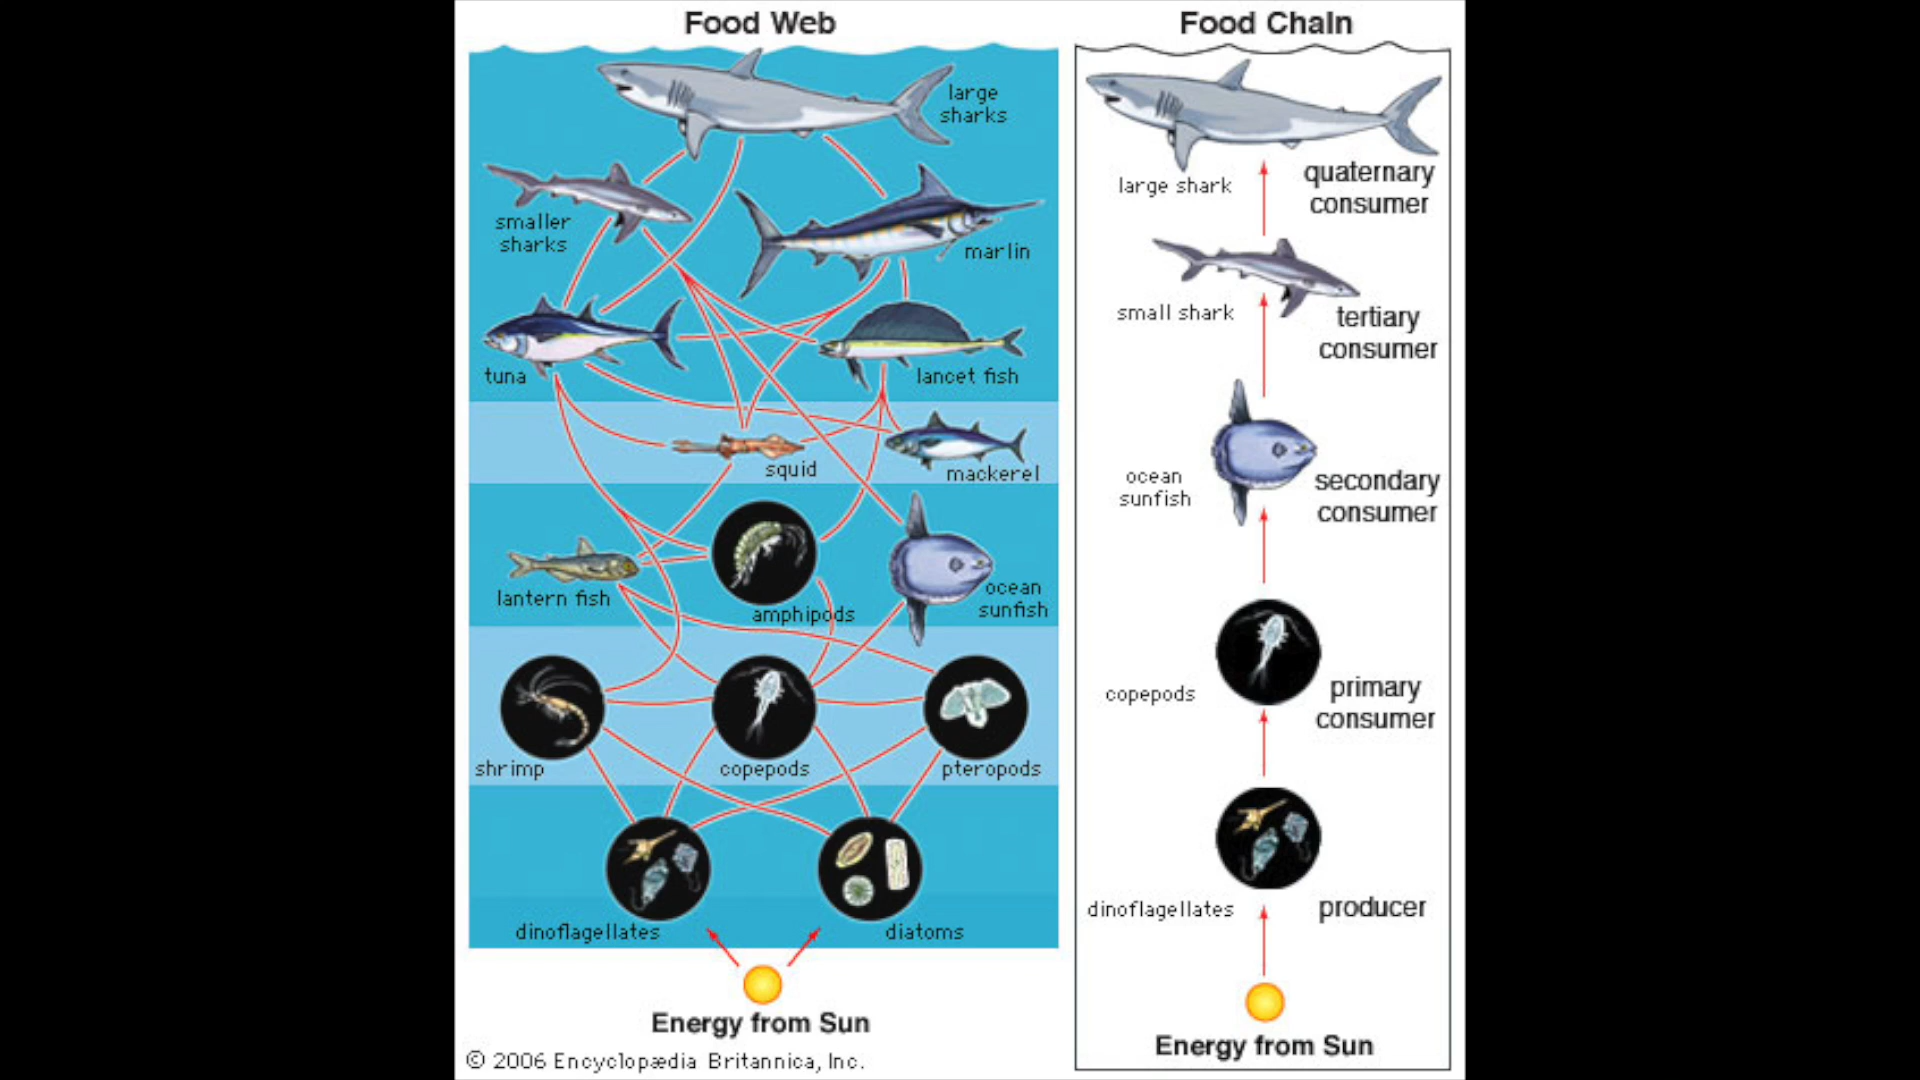 Food Web
large
sharks
smaller
sharks
marlin
tuna
lancet fish
squid
mackerel
lantern fish
amphipods
ocean
sunfish
shrimp
copepods
pteropods
dinoflagellates
diatoms
Energy from Sun
© 2006 Encyclopædia Britannica, Inc.
Food Chain
large shark
quaternary
consumer
small shark
tertiary
consumer
ocean
sunfish
secondary
consumer
copepods
primary
consumer
dinoflagellates
producer
Energy from Sun